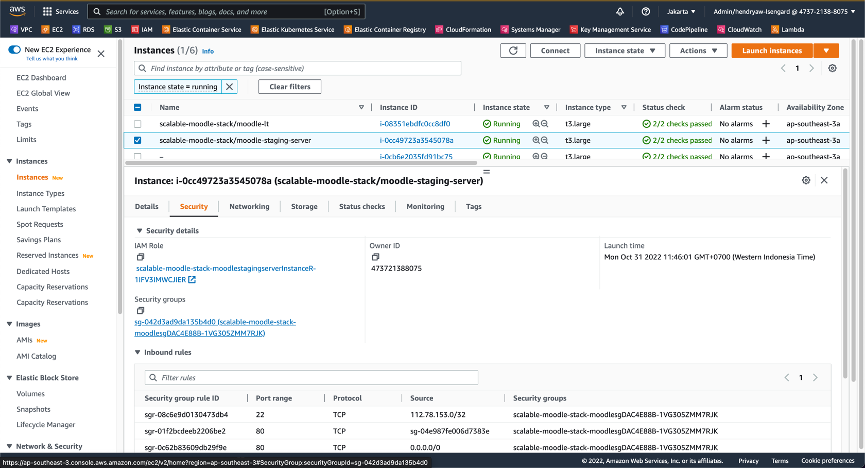 aws
Services
Search for services, features, blogs, docs, and more
[Option+S]
Jakarta
Admin/hendryaw-Isengard @ 4737-2138-8075
VPC
EC2
RDS
S3
IAM
Elastic Container Service
Elastic Kubernetes Service
Elastic Container Registry
CloudFormation
Systems Manager
Key Management Service
CodePipeline
CloudWatch
Lambda
New EC2 Experience
Tell us what you think
EC2 Dashboard
EC2 Global View
Events
Tags
Limits
Instances
Instances New
Instance Types
Launch Templates
Spot Requests
Savings Plans
Reserved Instances New
Dedicated Hosts
Capacity Reservations
Capacity Reservations
Images
AMIs New
AMI Catalog
Elastic Block Store
Volumes
Snapshots
Lifecycle Manager
Network & Security
Instances (1/6) Info
Connect
Instance state
Actions
Launch instances
Find instance by attribute or tag (case-sensitive)
1
Instance state = running
Clear filters
Name Instance ID Instance state Instance type Status check Alarm status Availability Zone
scalable-moodle-stack/moodle-lt i-08351ebdfc0cc8df0 Running t3.large 2/2 checks passed No alarms ap-southeast-3a
scalable-moodle-stack/moodle-staging-server i-0cc49723a3545078a Running t3.large 2/2 checks passed No alarms ap-southeast-3a
– i-0cb6e2035fd91bc75 Running t3.large 2/2 checks passed No alarms ap-southeast-3a
Instance: i-0cc49723a3545078a (scalable-moodle-stack/moodle-staging-server)
Details
Security
Networking
Storage
Status checks
Monitoring
Tags
Security details
IAM Role
scalable-moodle-stack-moodlestagingserverInstanceR-
1IFV3IMWCJIER
Owner ID
473721388075
Launch time
Mon Oct 31 2022 11:46:01 GMT+0700 (Western Indonesia Time)
Security groups
sg-042d3ad9da135b4d0 (scalable-moodle-stack-
moodlesgDAC4E88B-1VG305ZMM7RJK)
Inbound rules
Filter rules
1
Security group rule ID Port range Protocol Source Security groups
sgr-08c6e9d0130473db4 22 TCP 112.78.153.0/32 scalable-moodle-stack-moodlesgDAC4E88B-1VG305ZMM7RJK
sgr-01f2bcdeeb2206be2 80 TCP sg-04e987fe006d7383e scalable-moodle-stack-moodlesgDAC4E88B-1VG305ZMM7RJK
sgr-0c62b83609db29f9e 80 TCP 0.0.0.0/0 scalable-moodle-stack-moodlesgDAC4E88B-1VG305ZMM7RJK
https://ap-southeast-3.console.aws.amazon.com/ec2/v2/home?region=ap-southeast-3#SecurityGroup:securityGroupId=sg-042d3ad9da135b4d0
© 2022, Amazon Web Services, Inc. or its affiliates.
Privacy
Terms
Cookie preferences